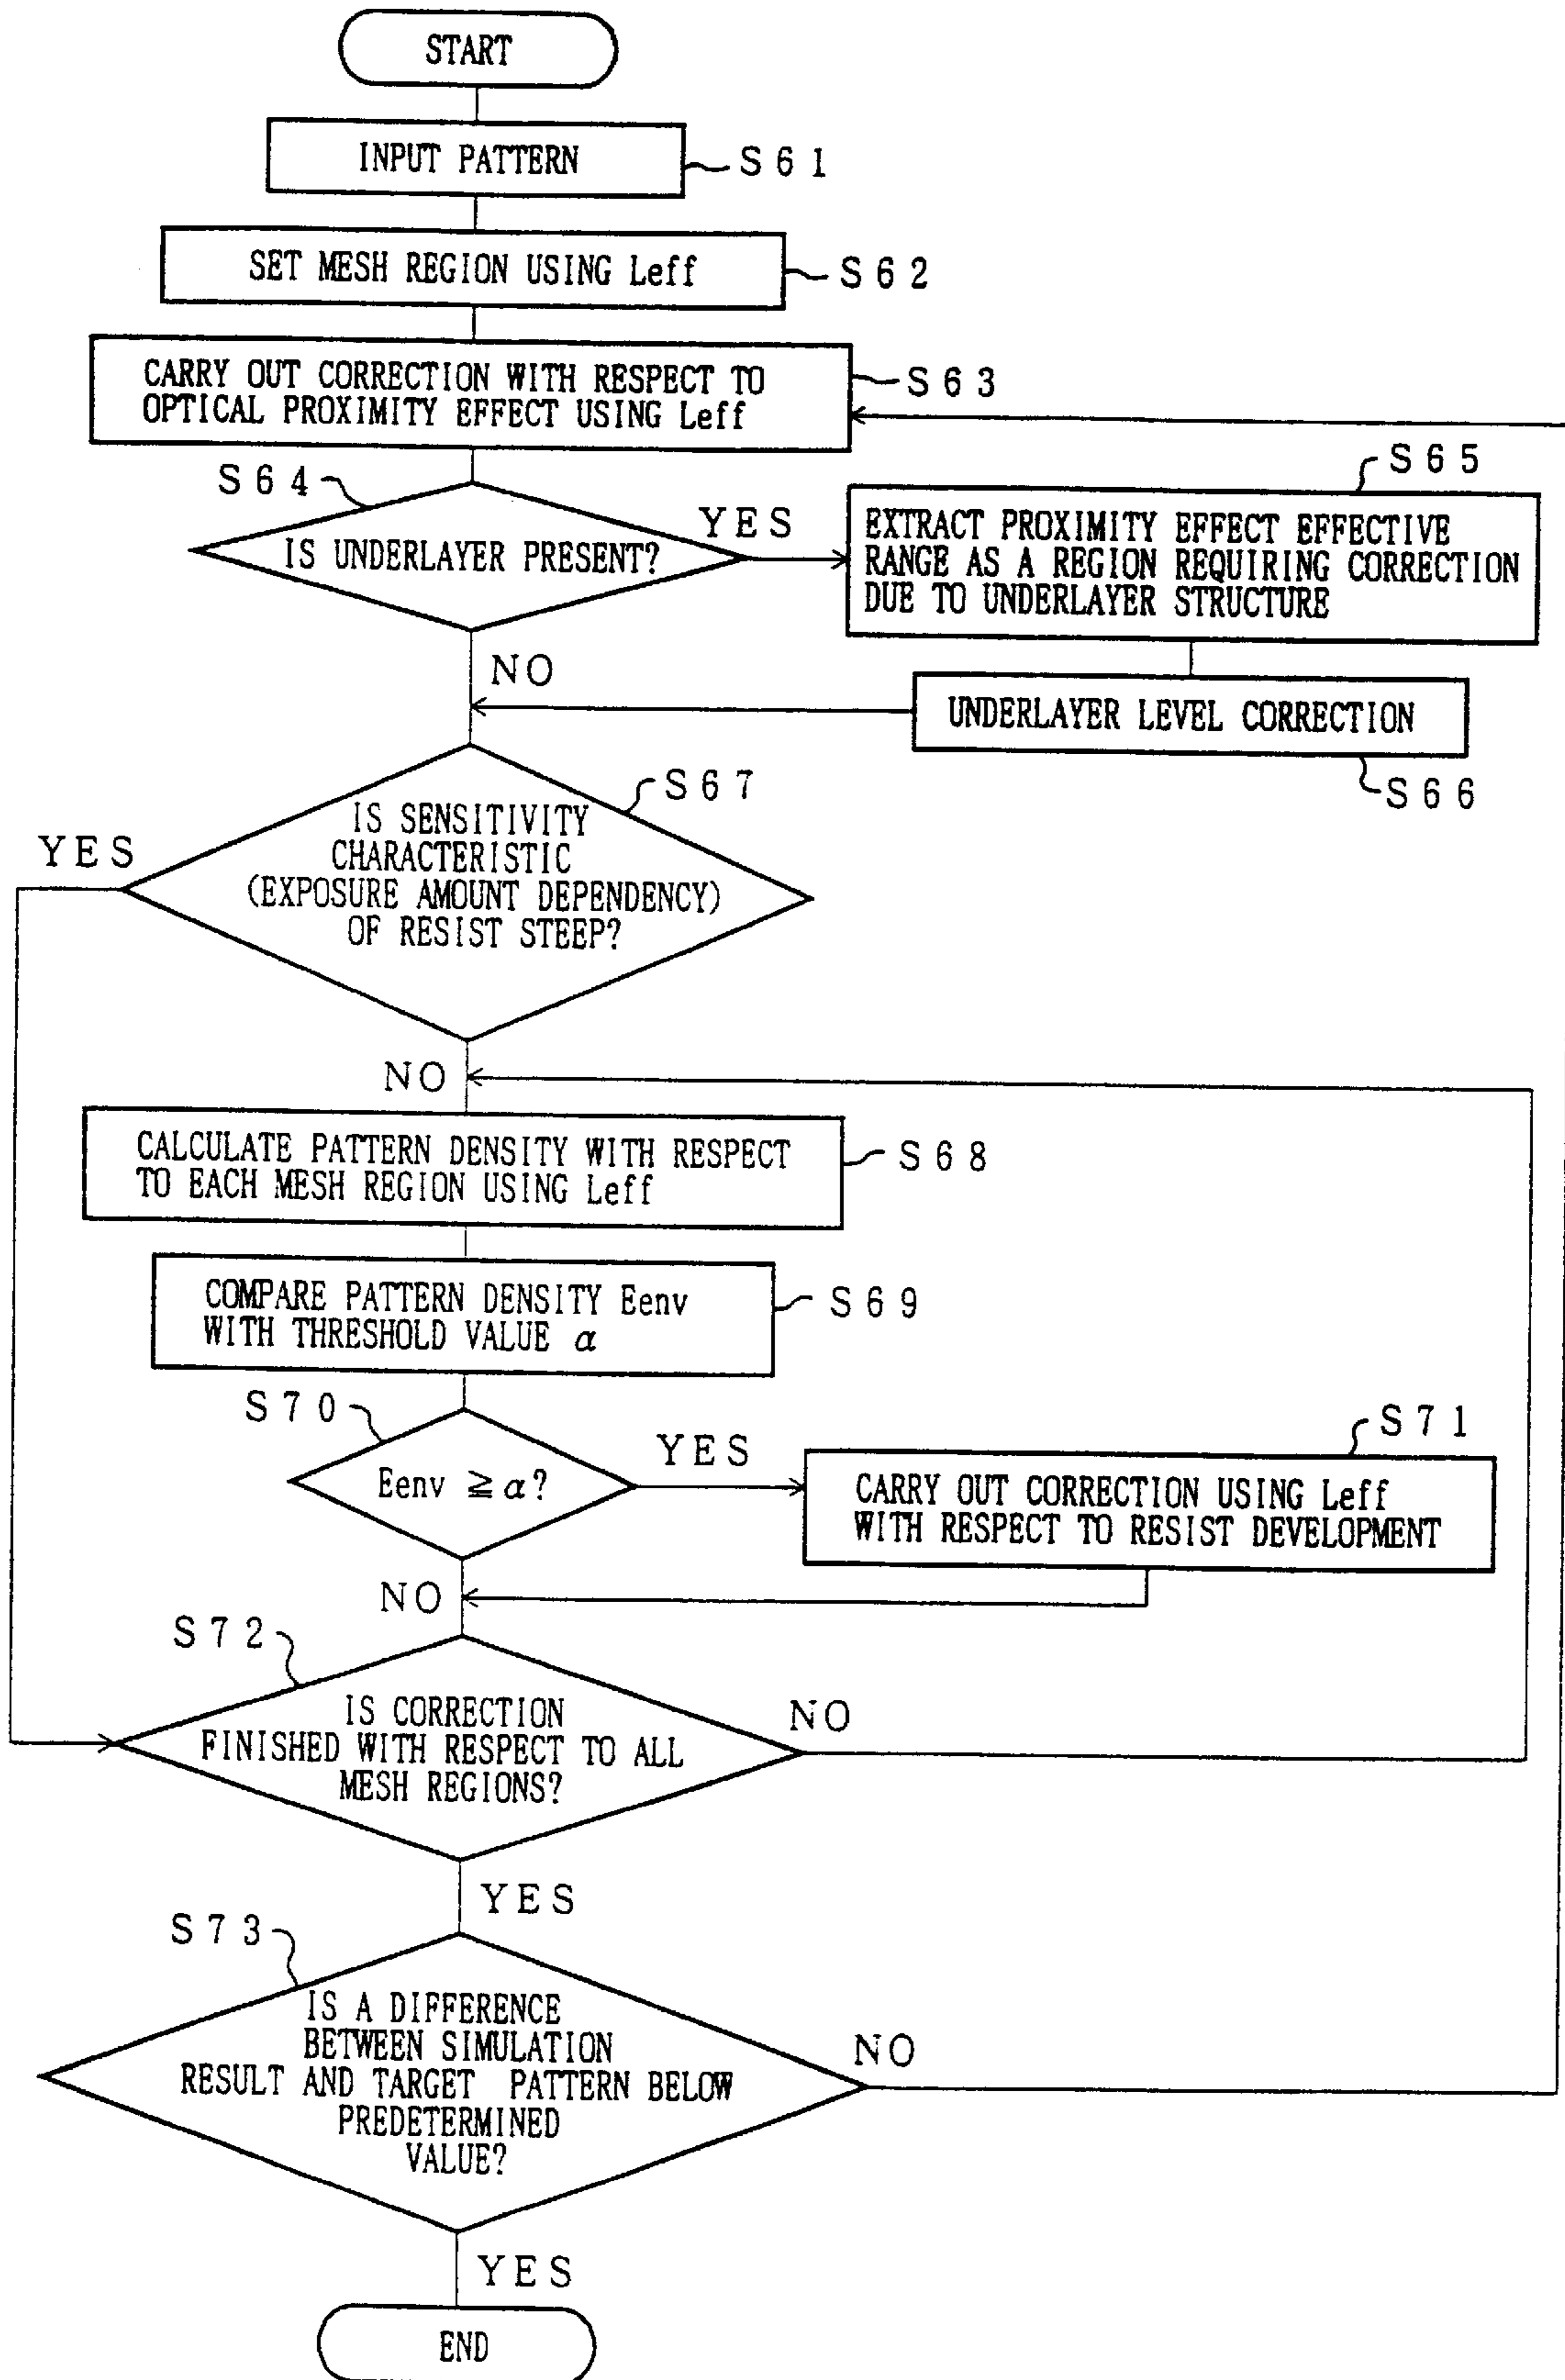 START
INPUT PATTERN
S61
SET MESH REGION USING Leff
S62
CARRY OUT CORRECTION WITH RESPECT TO
OPTICAL PROXIMITY EFFECT USING Leff
S63
S64
IS UNDERLAYER PRESENT?
YES
S65
EXTRACT PROXIMITY EFFECT EFFECTIVE
RANGE AS A REGION REQUIRING CORRECTION
DUE TO UNDERLAYER STRUCTURE
NO
UNDERLAYER LEVEL CORRECTION
S66
S67
IS SENSITIVITY
CHARACTERISTIC
(EXPOSURE AMOUNT DEPENDENCY)
OF RESIST STEEP?
YES
NO
CALCULATE PATTERN DENSITY WITH RESPECT
TO EACH MESH REGION USING Leff
S68
COMPARE PATTERN DENSITY Eenv
WITH THRESHOLD VALUE α
S69
S70
Eenv ≧ α?
YES
S71
CARRY OUT CORRECTION USING Leff
WITH RESPECT TO RESIST DEVELOPMENT
NO
S72
IS CORRECTION
FINISHED WITH RESPECT TO ALL
MESH REGIONS?
NO
YES
S73
IS A DIFFERENCE
BETWEEN SIMULATION
RESULT AND TARGET PATTERN BELOW
PREDETERMINED
VALUE?
NO
YES
END